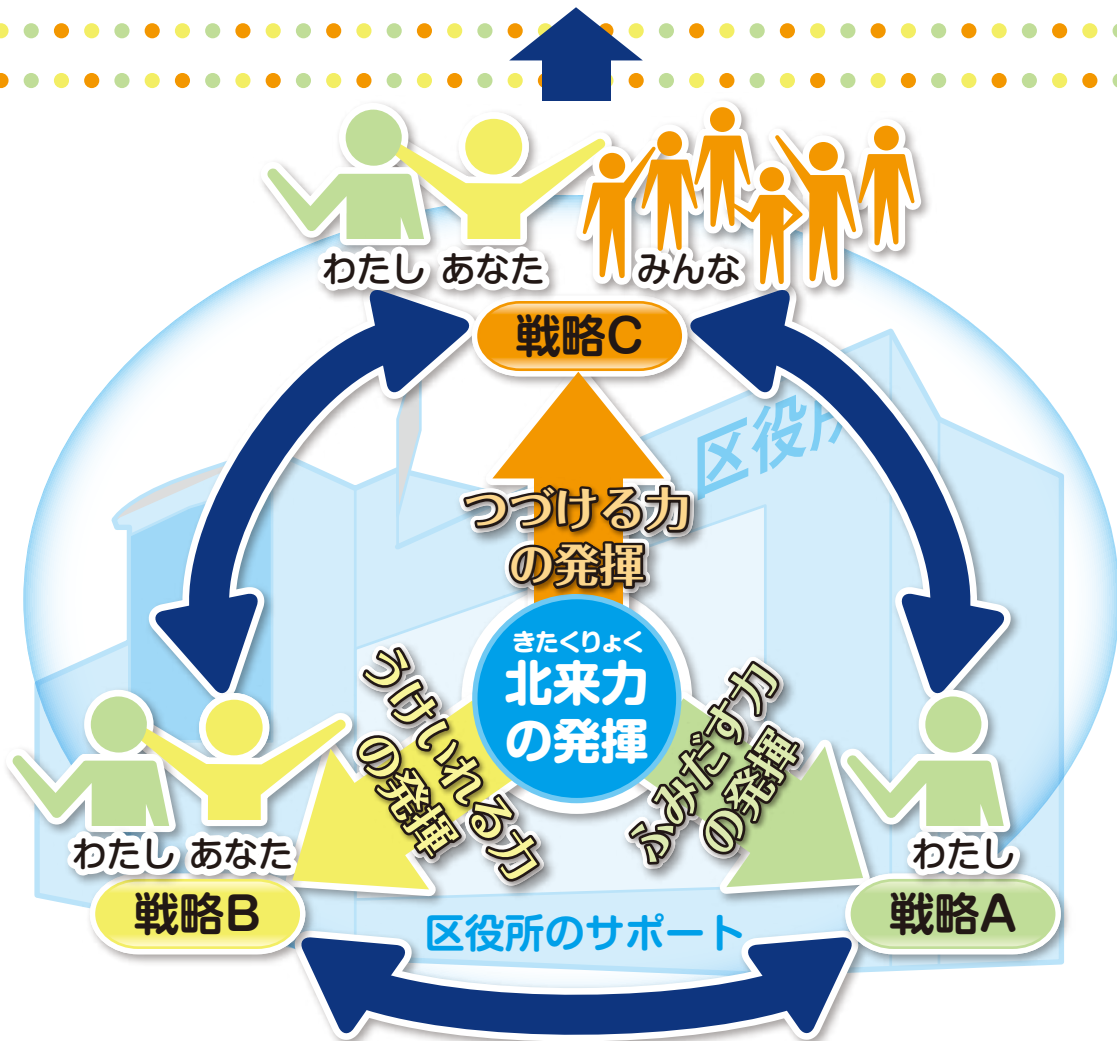 わたし あなた
みんな
戦略C
区役所
つづける力
の発揮
きたくりょく
北来力
の発揮
うけいれる力
の発揮
ふみだす力
の発揮
わたし あなた
戦略B
わたし
戦略A
区役所のサポート